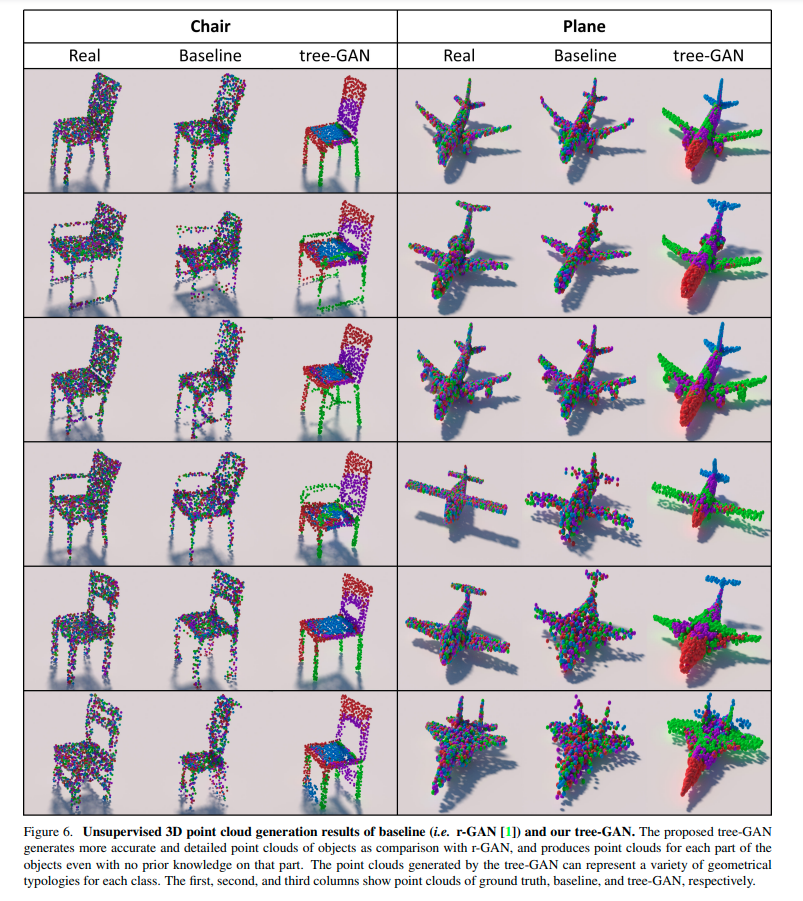 Chair Plane
Real Baseline tree-GAN Real Baseline tree-GAN
Figure 6. Unsupervised 3D point cloud generation results of baseline (i.e. r-GAN [1]) and our tree-GAN. The proposed tree-GAN
generates more accurate and detailed point clouds of objects as comparison with r-GAN, and produces point clouds for each part of the
objects even with no prior knowledge on that part. The point clouds generated by the tree-GAN can represent a variety of geometrical
typologies for each class. The first, second, and third columns show point clouds of ground truth, baseline, and tree-GAN, respectively.